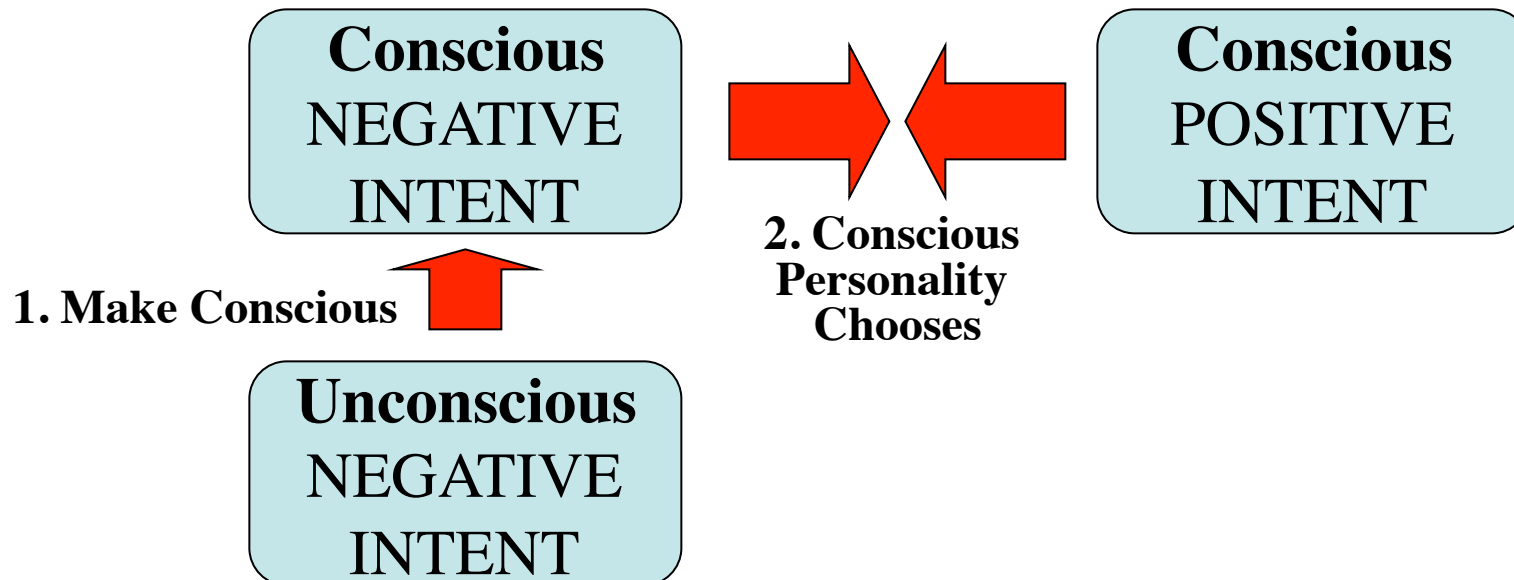 Conscious
NEGATIVE
INTENT
Conscious
POSITIVE
INTENT
2. Conscious
Personality
Chooses
1. Make Conscious
Unconscious
NEGATIVE
INTENT